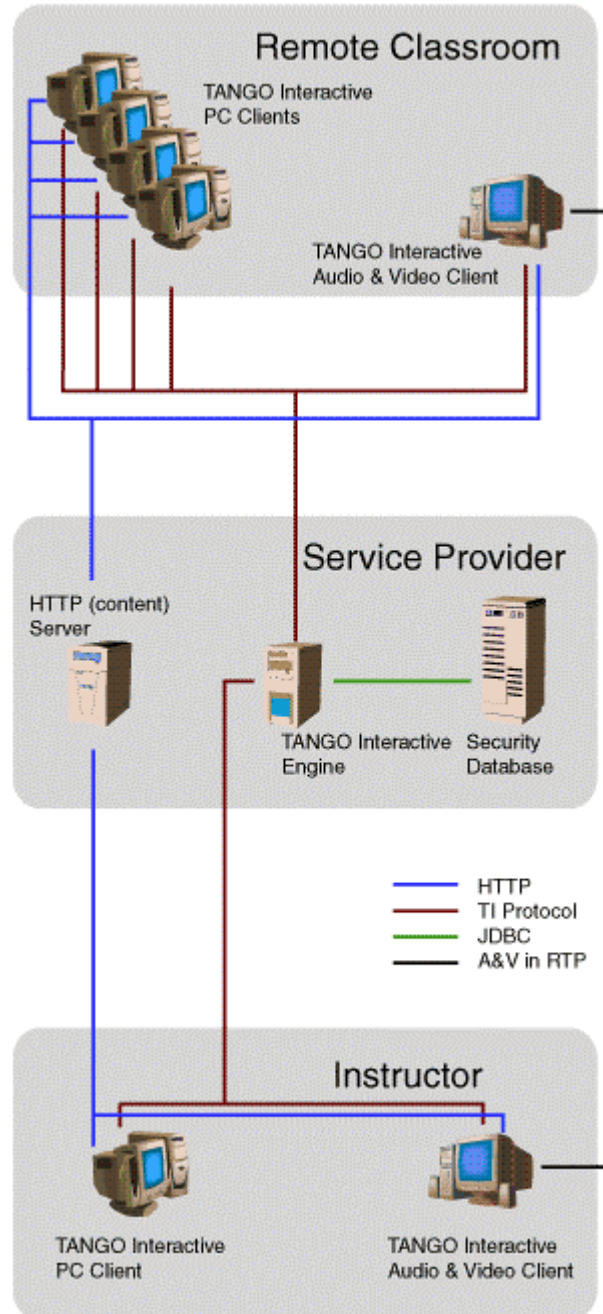 Remote Classroom
TANGO Interactive
PC Clients
TANGO Interactive
Audio & Video Client
Service Provider
HTTP (content)
Server
TANGO Interactive
Engine
Security
Database
HTTP
TI Protocol
JDBC
A&V in RTP
Instructor
TANGO Interactive
PC Client
TANGO Interactive
Audio & Video Client